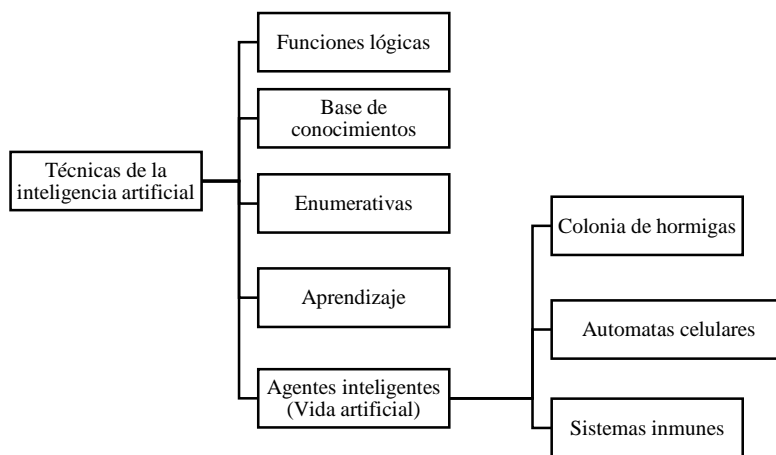 Funciones lógicas
Base de
conocimientos
Técnicas de la
inteligencia artificial
Enumerativas
Aprendizaje
Agentes inteligentes
(Vida artificial)
Colonia de hormigas
Automatas celulares
Sistemas inmunes